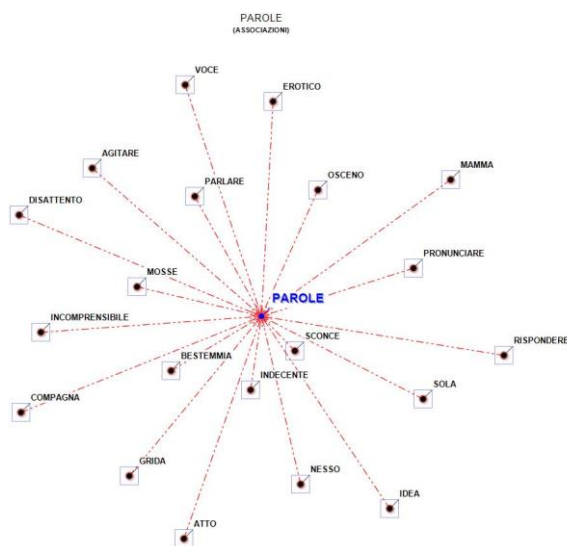 PAROLE
(ASSOCIAZIONI)
VOCE
EROTICO
AGITARE
MAMMA
PARLARE
OSCENO
DISATTENTO
PRONUNCIARE
MOSSE
PAROLE
INCOMPRENSIBILE
SCONCE
RISPONDERE
BESTEMMIA
INDECENTE
SOLA
COMPAGNA
GRIDA
NESSO
IDEA
ATTO